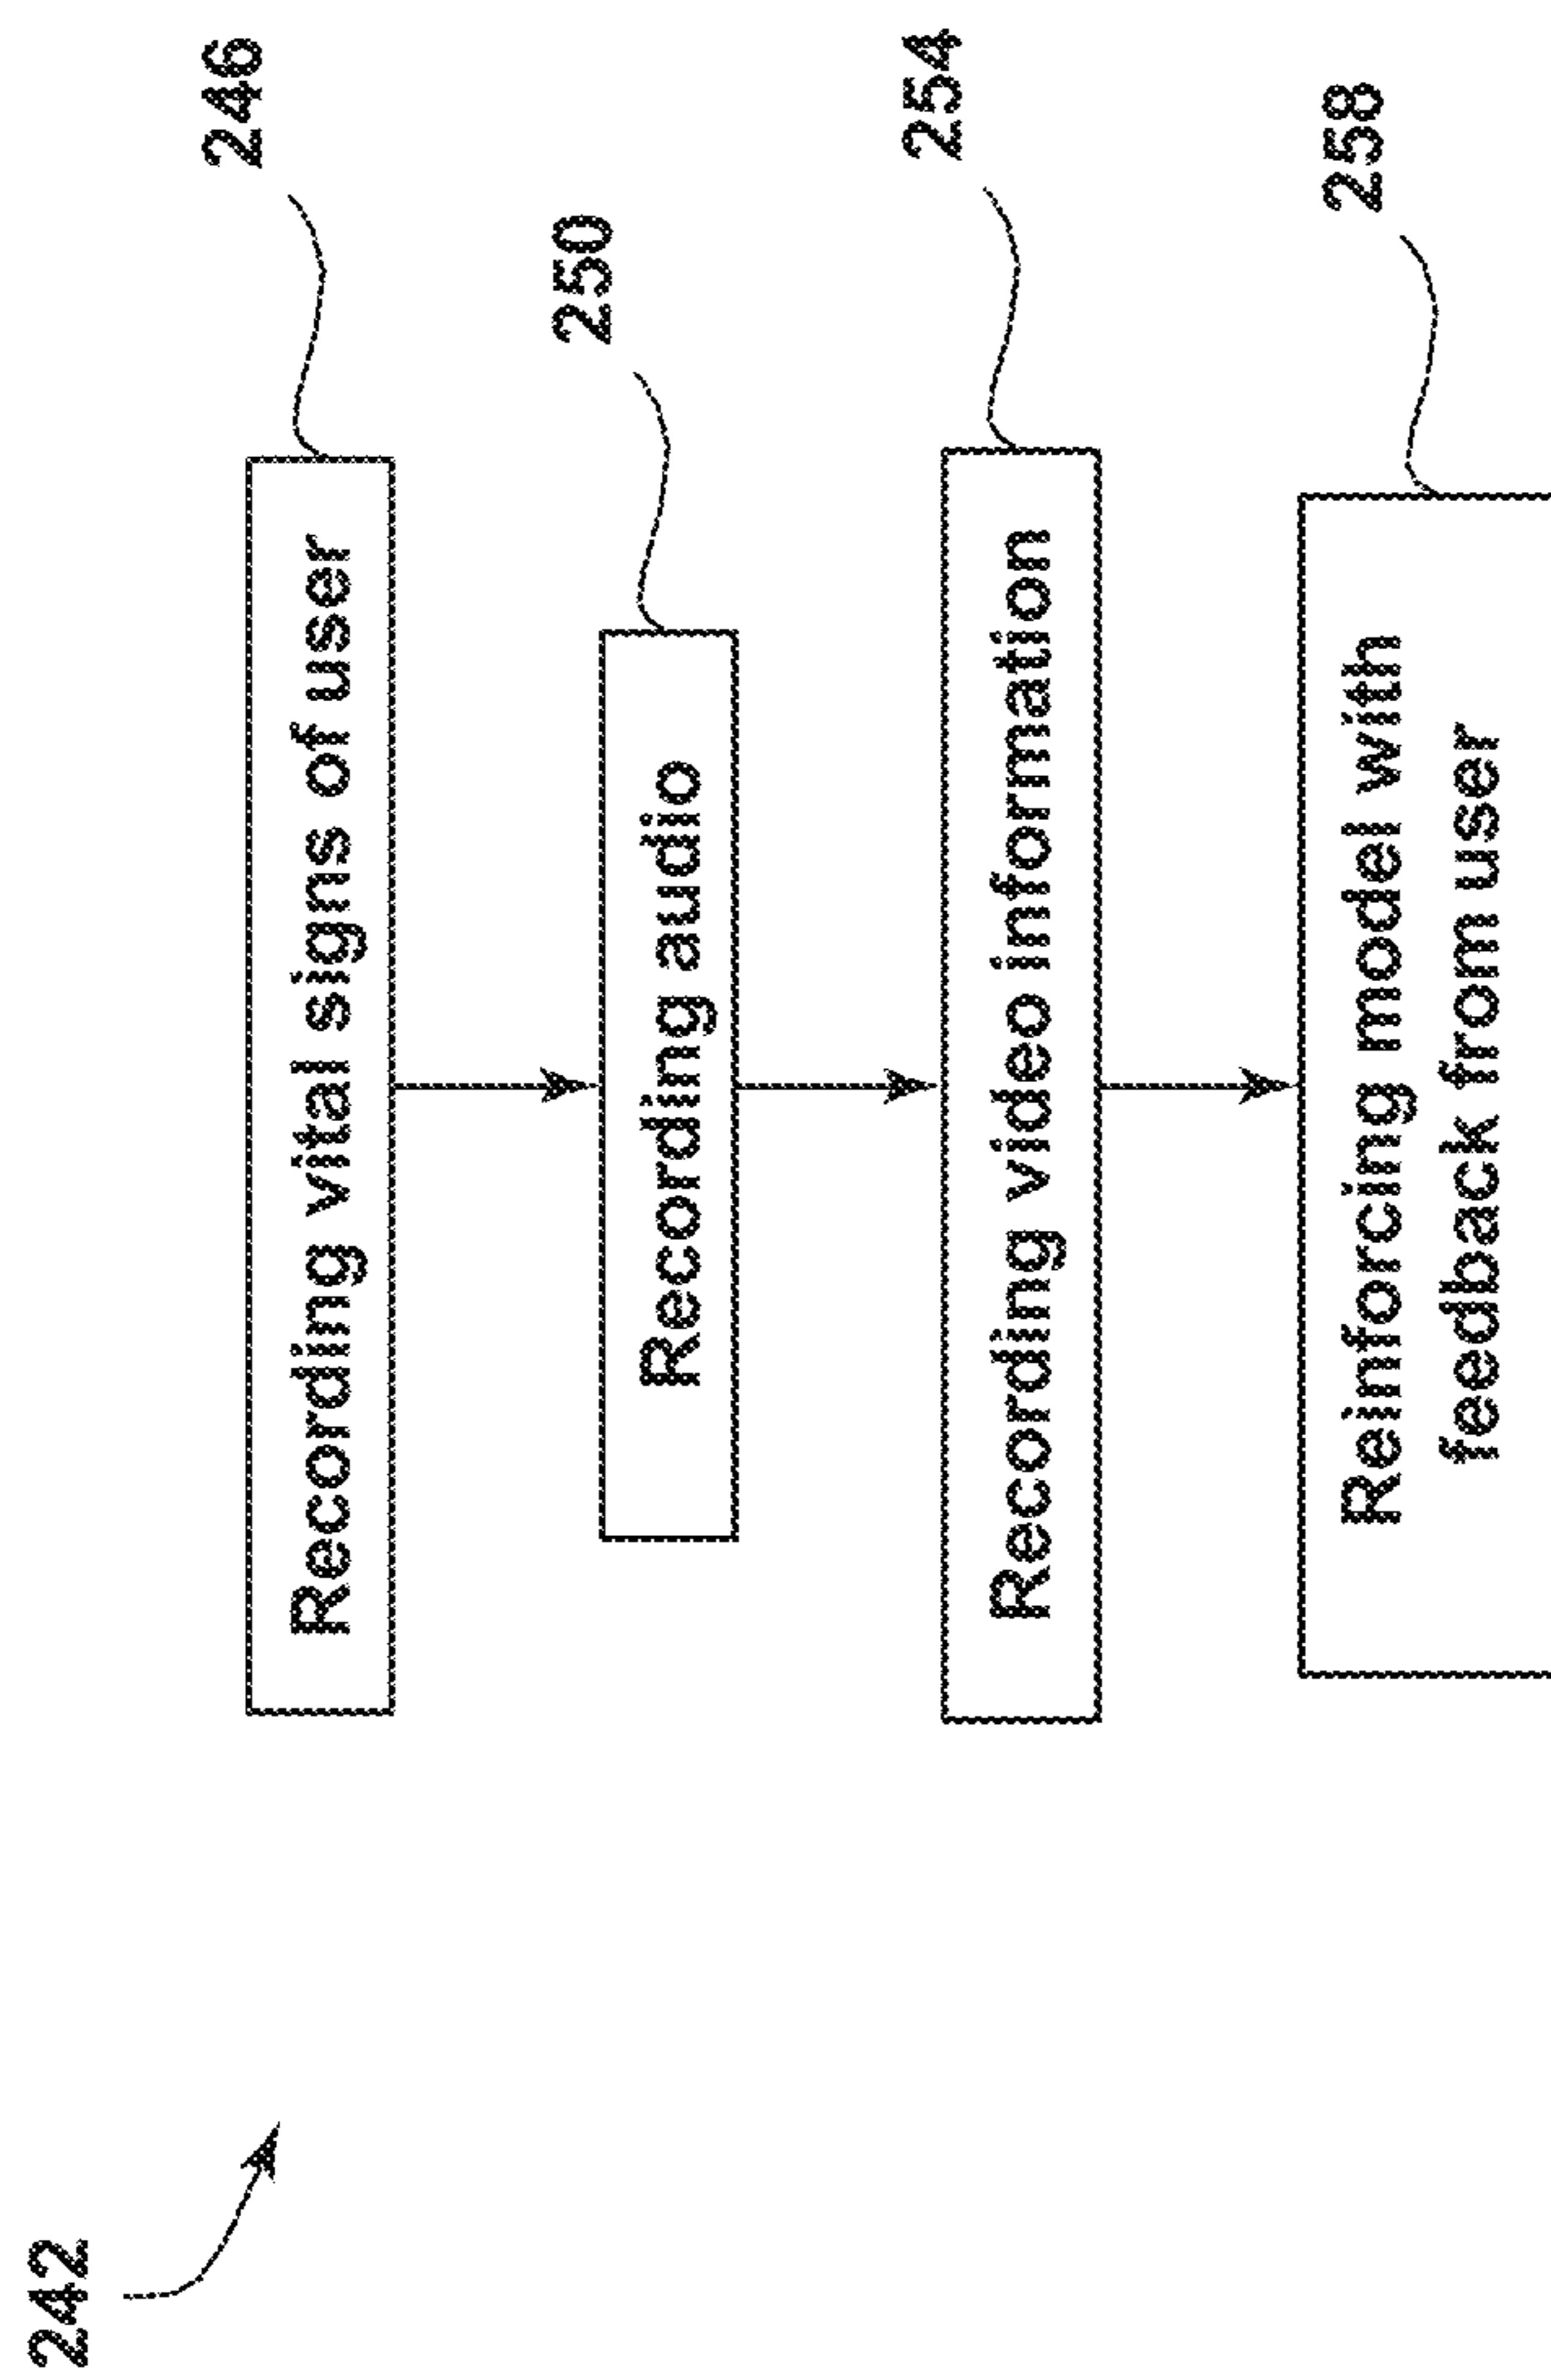 242
246
Recording vital signs of user
250
Recording audio
254
Recording video information
258
Reinforcing model with
feedback from user